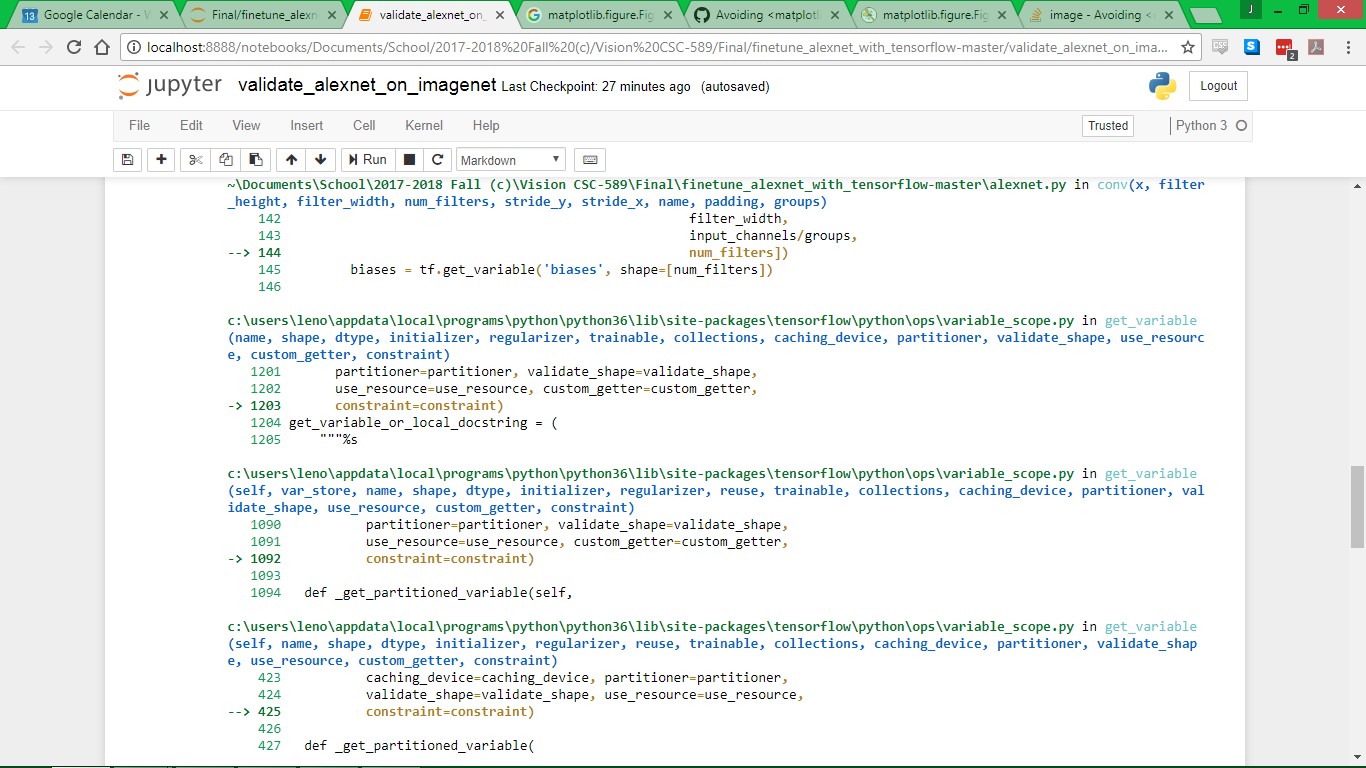 Google Calendar - W
Final/finetune_alexn
validate_alexnet_on_
matplotlib.figure.Fig
Avoiding <matplotl
matplotlib.figure.Fig
image - Avoiding <
J
localhost:8888/notebooks/Documents/School/2017-2018%20Fall%20(c)/Vision%20CSC-589/Final/finetune_alexnet_with_tensorflow-master/validate_alexnet_on_ima...
jupyter validate_alexnet_on_imagenet Last Checkpoint: 27 minutes ago (autosaved)
Logout
File Edit View Insert Cell Kernel Help
Trusted
Python 3
Run
Markdown
~\Documents\School\2017-2018 Fall (c)\Vision CSC-589\Final\finetune_alexnet_with_tensorflow-master\alexnet.py in conv(x, filter
_height, filter_width, num_filters, stride_y, stride_x, name, padding, groups)
142 filter_width,
143 input_channels/groups,
--> 144 num_filters])
145 biases = tf.get_variable('biases', shape=[num_filters])
146
c:\users\leno\appdata\local\programs\python\python36\lib\site-packages\tensorflow\python\ops\variable_scope.py in get_variable
(name, shape, dtype, initializer, regularizer, trainable, collections, caching_device, partitioner, validate_shape, use_resourc
e, custom_getter, constraint)
1201 partitioner=partitioner, validate_shape=validate_shape,
1202 use_resource=use_resource, custom_getter=custom_getter,
-> 1203 constraint=constraint)
1204 get_variable_or_local_docstring = (
1205 """%s
c:\users\leno\appdata\local\programs\python\python36\lib\site-packages\tensorflow\python\ops\variable_scope.py in get_variable
(self, var_store, name, shape, dtype, initializer, regularizer, reuse, trainable, collections, caching_device, partitioner, val
idate_shape, use_resource, custom_getter, constraint)
1090 partitioner=partitioner, validate_shape=validate_shape,
1091 use_resource=use_resource, custom_getter=custom_getter,
-> 1092 constraint=constraint)
1093
1094 def _get_partitioned_variable(self,
c:\users\leno\appdata\local\programs\python\python36\lib\site-packages\tensorflow\python\ops\variable_scope.py in get_variable
(self, name, shape, dtype, initializer, regularizer, reuse, trainable, collections, caching_device, partitioner, validate_shap
e, use_resource, custom_getter, constraint)
423 caching_device=caching_device, partitioner=partitioner,
424 validate_shape=validate_shape, use_resource=use_resource,
--> 425 constraint=constraint)
426
427 def _get_partitioned_variable(